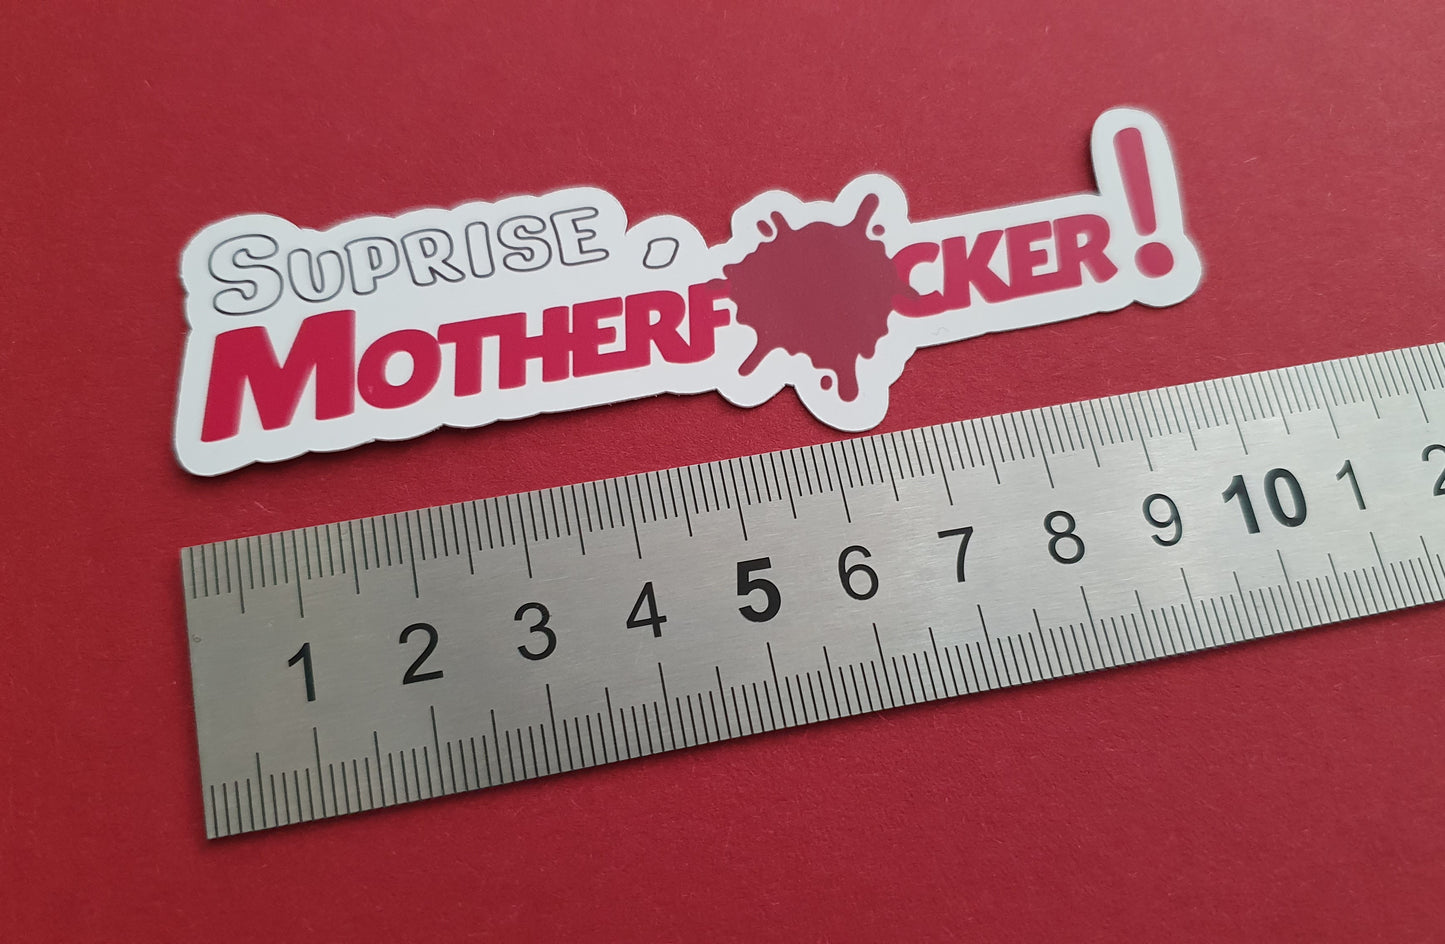 SUPRISE,
MOTHERF CKER!
1 2 3 4 5 6 7 8 9 10 1 2